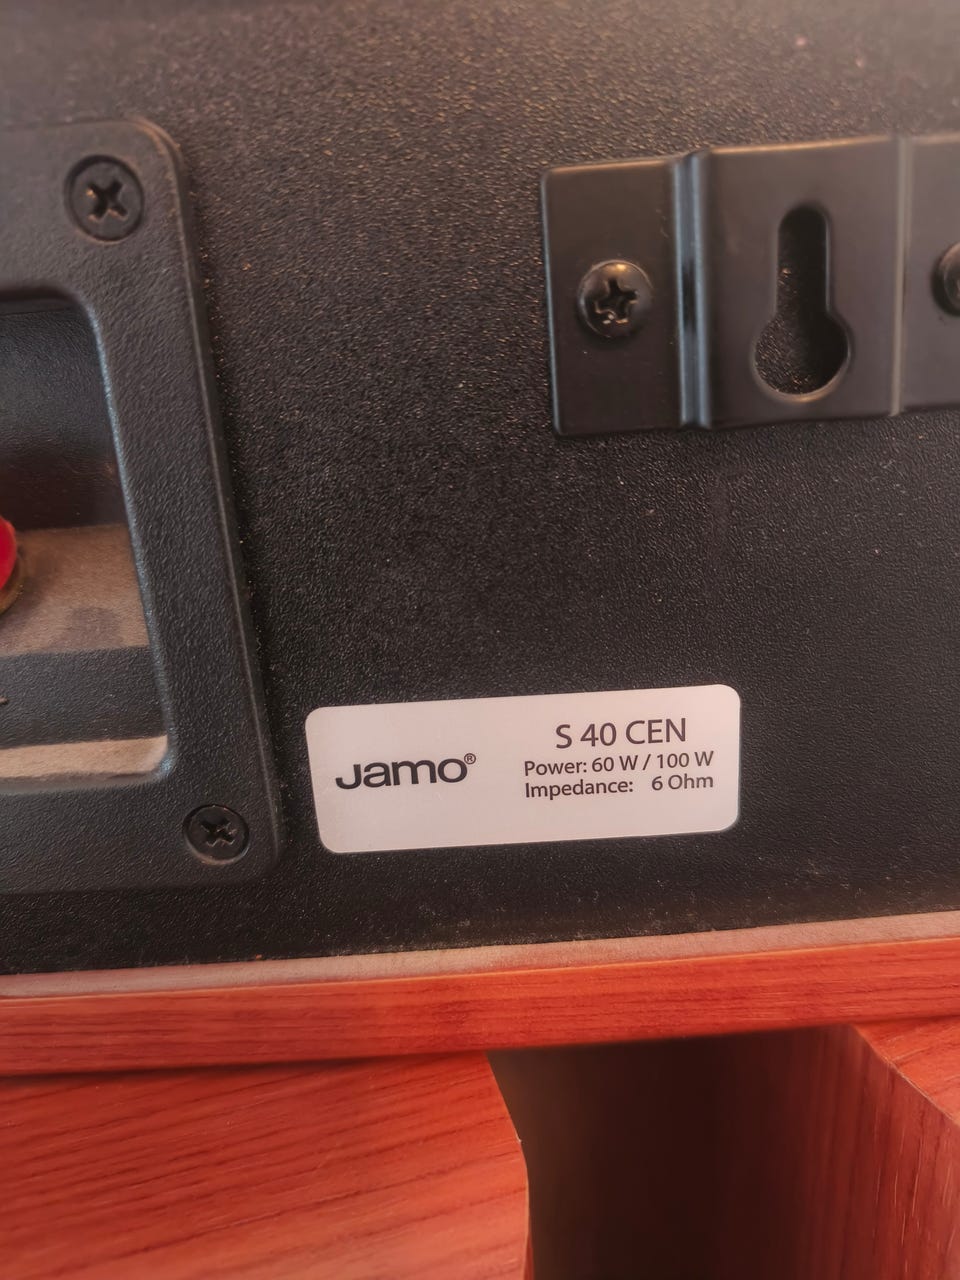 Jamo®
S 40 CEN
Power: 60 W / 100 W
Impedance: 6 Ohm